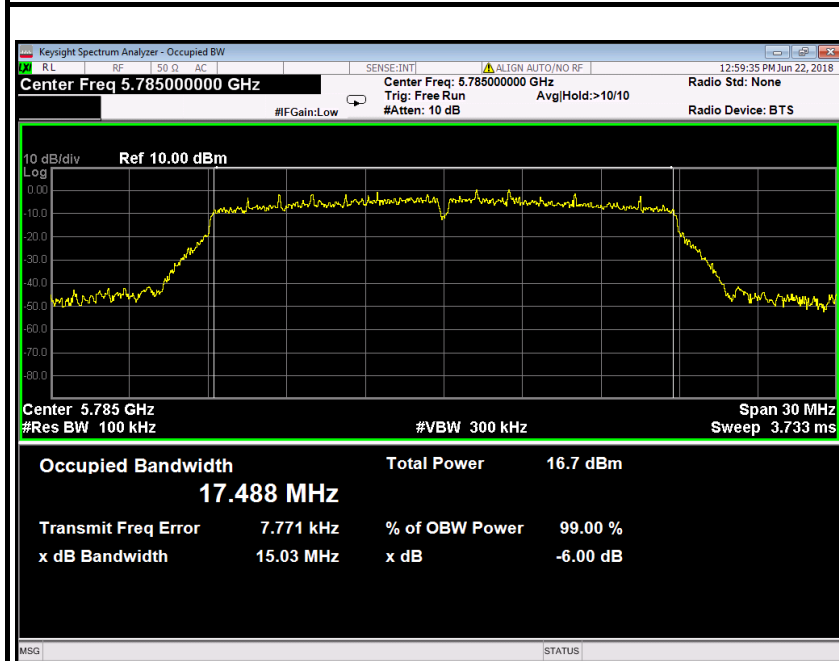 Keysight Spectrum Analyzer - Occupied BW
LXI RL RF 50 Ω AC SENSE:INT ALIGN AUTO/NO RF 12:59:35 PM Jun 22, 2018
Center Freq 5.785000000 GHz Center Freq: 5.785000000 GHz Radio Std: None
Trig: Free Run Avg|Hold:>10/10
#IFGain:Low #Atten: 10 dB Radio Device: BTS
10 dB/div Ref 10.00 dBm
Log
0.00
-10.0
-20.0
-30.0
-40.0
-50.0
-60.0
-70.0
-80.0
Center 5.785 GHz Span 30 MHz
#Res BW 100 kHz #VBW 300 kHz Sweep 3.733 ms
Occupied Bandwidth Total Power 16.7 dBm
17.488 MHz
Transmit Freq Error 7.771 kHz % of OBW Power 99.00 %
x dB Bandwidth 15.03 MHz x dB -6.00 dB
MSG STATUS